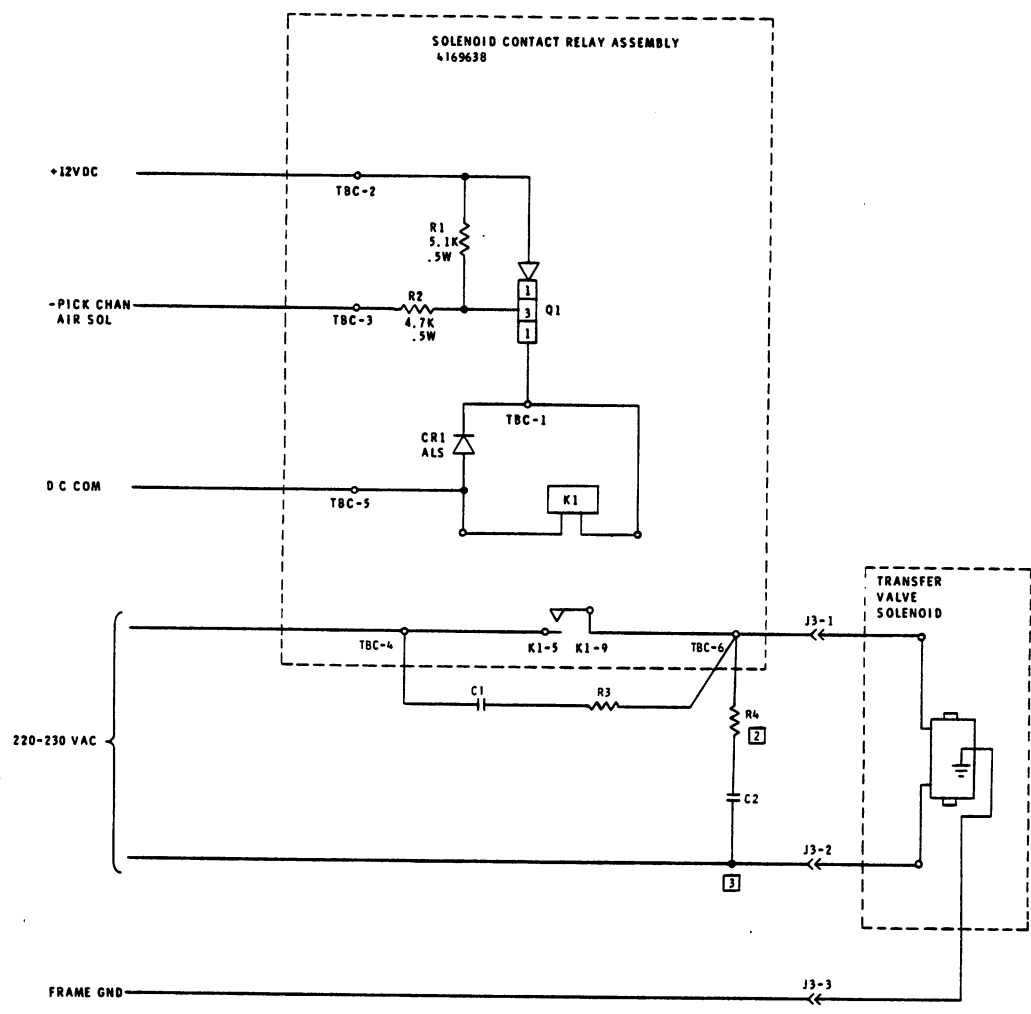 SOLENOID CONTACT RELAY ASSEMBLY
4169638
+12VDC
TBC-2
R1
5.1K
.5W
-PICK CHAN
AIR SOL
TBC-3
R2
4.7K
.5W
1
3
1
Q1
TBC-1
CR1
ALS
D C COM
TBC-5
K1
TRANSFER
VALVE
SOLENOID
TBC-4
K1-5
K1-9
TBC-6
J3-1
C1
R3
R4
2
220-230 VAC
C2
J3-2
3
FRAME GND
J3-3